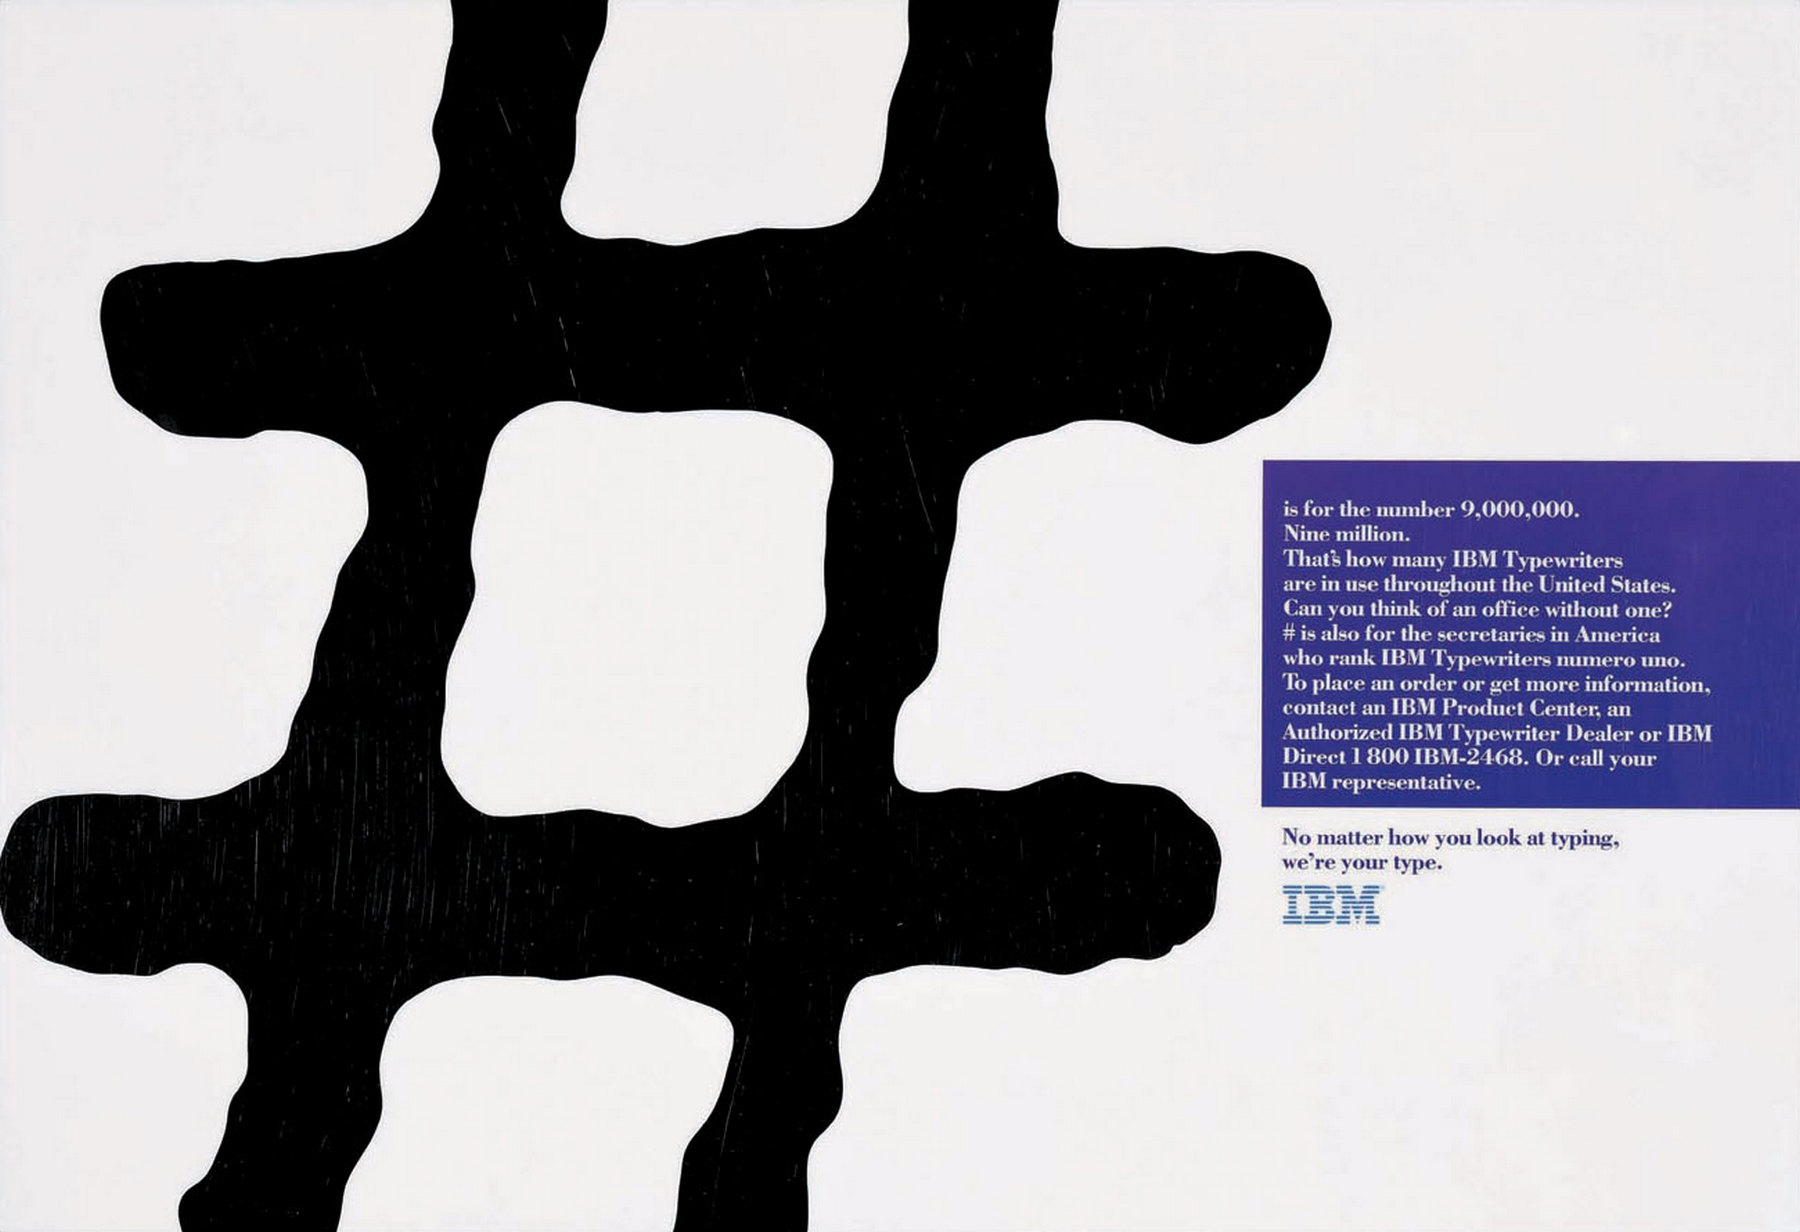 #
is for the number 9,000,000.
Nine million.
That's how many IBM Typewriters
are in use throughout the United States.
Can you think of an office without one?
# is also for the secretaries in America
who rank IBM Typewriters numero uno.
To place an order or get more information,
contact an IBM Product Center, an
Authorized IBM Typewriter Dealer or IBM
Direct 1 800 IBM-2468. Or call your
IBM representative.
No matter how you look at typing,
we're your type.
IBM